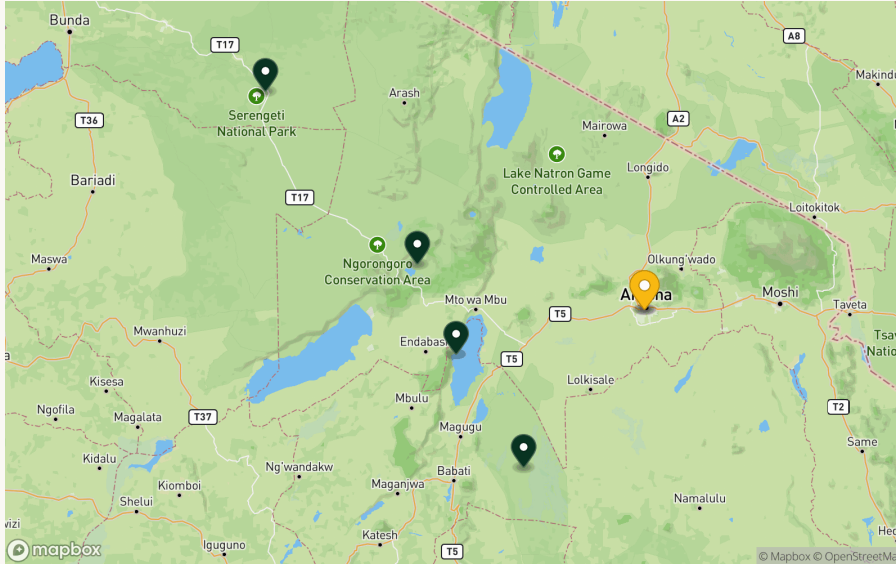 Bunda
T17
A8
Makindu
Arash
Serengeti
National Park
T36
A2
Mairowa
Longido
Lake Natron Game
Controlled Area
Bariadi
T17
Loitokitok
Maswa
Ngorongoro
Conservation Area
Olkung'wado
Mto wa Mbu
Moshi
T5
Taveta
Mwanhuzi
T5
Lolkisale
Kisesa
Mbulu
Ngofila
Magalata
T37
T2
Magugu
Same
Kidalu
Ng'wandakw
Babati
Kiomboi
Maganjwa
Shelui
Namalulu
Katesh
T5
Iguguno
mapbox
© Mapbox © OpenStreetMa